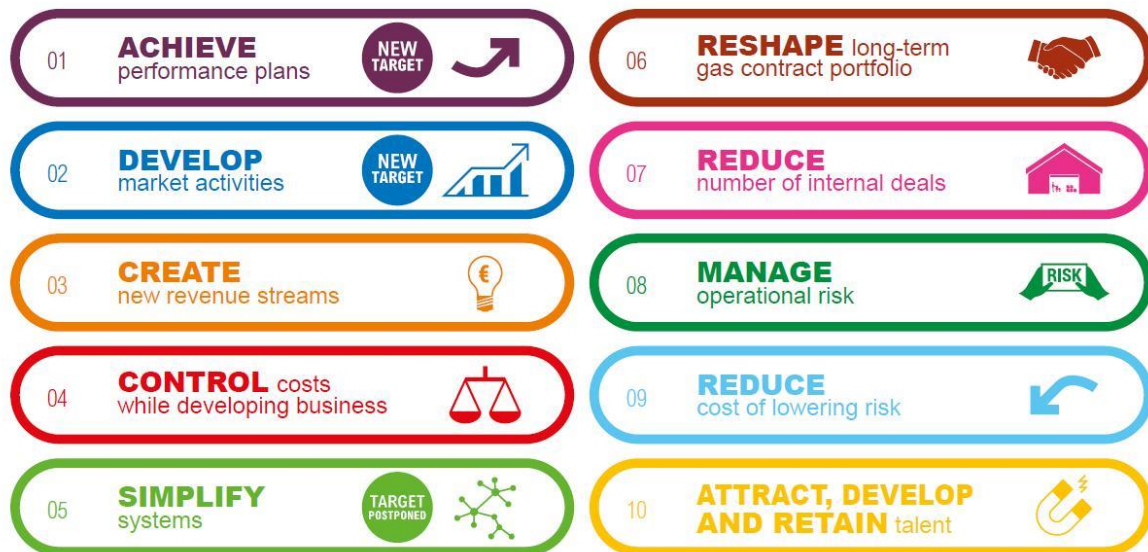 01
ACHIEVE
performance plans
NEW
TARGET
02
DEVELOP
market activities
NEW
TARGET
03
CREATE
new revenue streams
€
04
CONTROL costs
while developing business
05
SIMPLIFY
systems
TARGET
POSTPONED
06
RESHAPE long-term
gas contract portfolio
07
REDUCE
number of internal deals
08
MANAGE
operational risk
RISK
09
REDUCE
cost of lowering risk
10
ATTRACT, DEVELOP
AND RETAIN talent